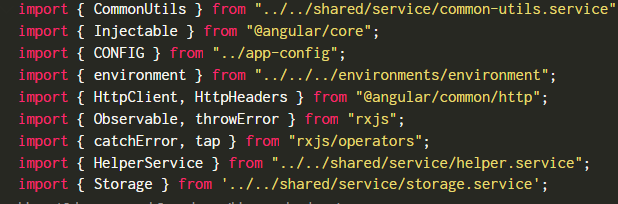 import { CommonUtils } from "../../shared/service/common-utils.service"
import { Injectable } from "@angular/core";
import { CONFIG } from "../app-config";
import { environment } from "../../../environments/environment";
import { HttpClient, HttpHeaders } from "@angular/common/http";
import { Observable, throwError } from "rxjs";
import { catchError, tap } from "rxjs/operators";
import { HelperService } from "../../shared/service/helper.service";
import { Storage } from '../../shared/service/storage.service';